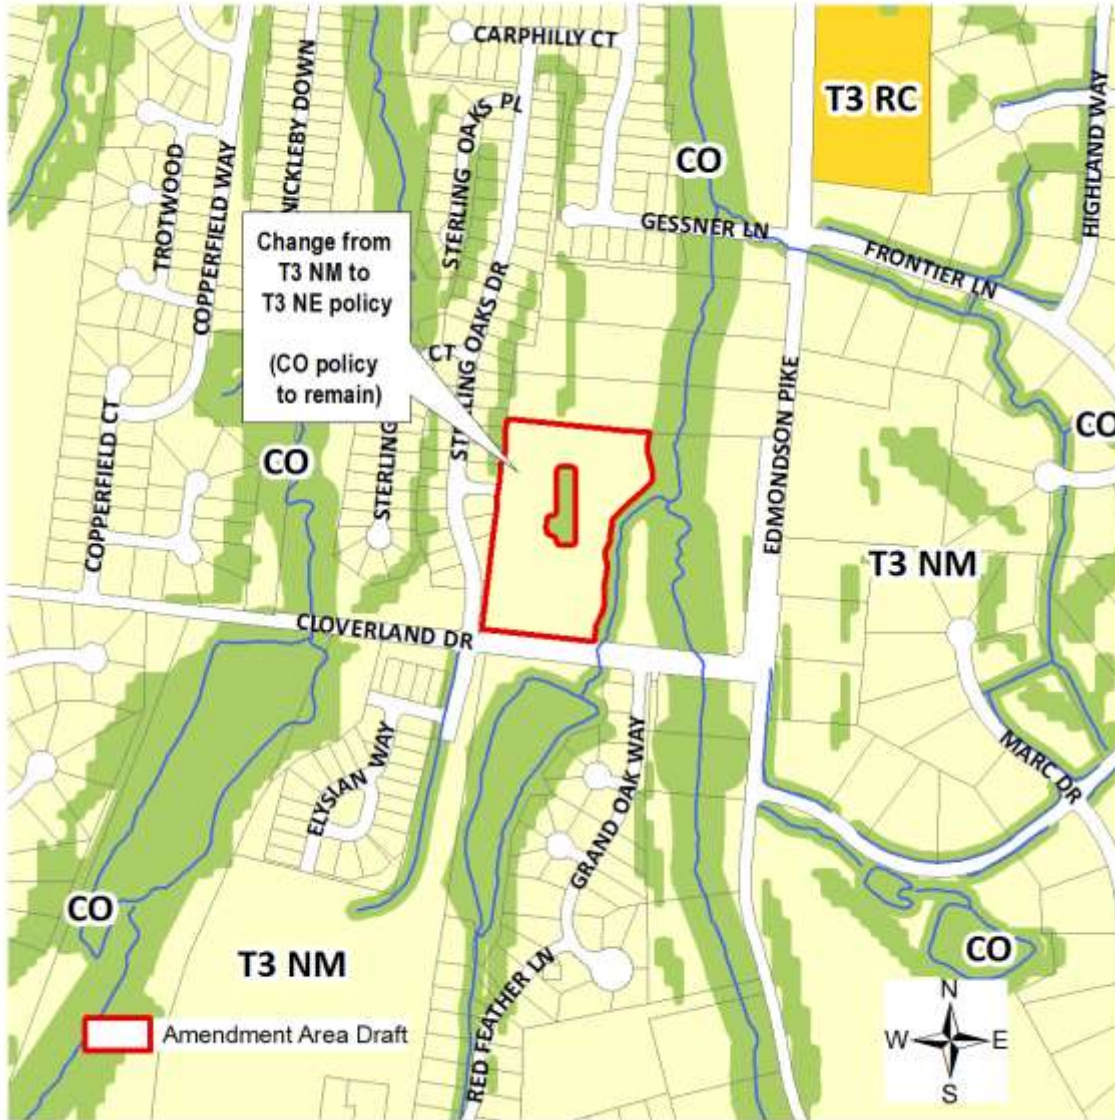 CARPHILLY CT
T3 RC
STERLING OAKS PL
NICKLEBY DOWN
TROTWOOD
COPPERFIELD WAY
CO
HIGHLAND WAY
GESSNER LN
FRONTIER LN
Change from
T3 NM to
T3 NE policy
(CO policy
to remain)
STERLING OAKS DR
CT
STERLING
COPPERFIELD CT
CO
EDMONDSON PIKE
CO
T3 NM
CLOVERLAND DR
ELYSIAN WAY
GRAND OAK WAY
MARC DR
CO
T3 NM
CO
RED FEATHER LN
Amendment Area Draft
N
W
E
S